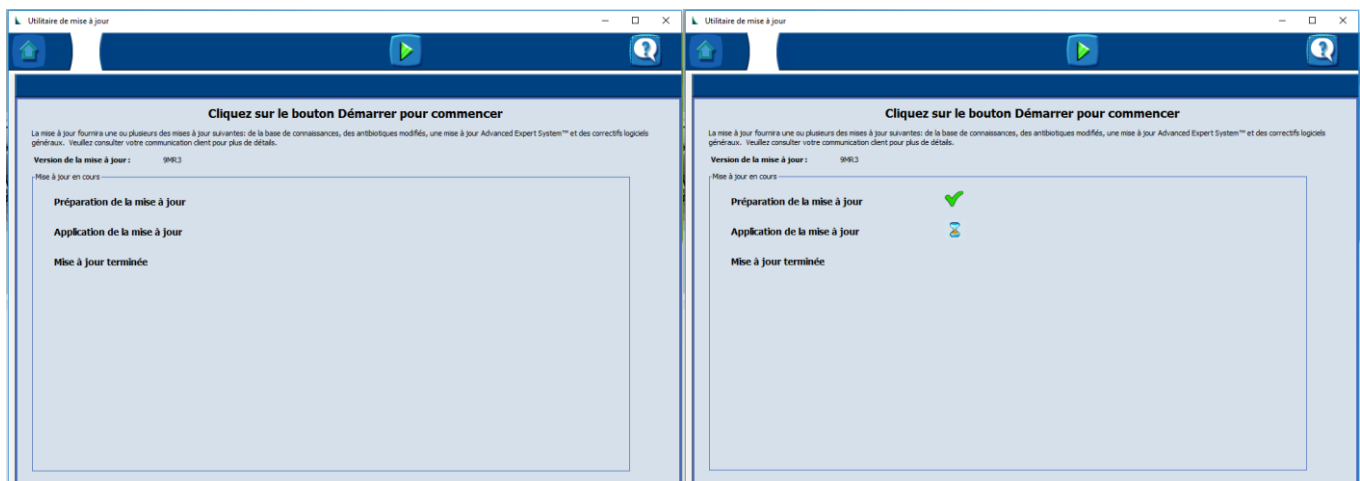 Utilitaire de mise à jour
Cliquez sur le bouton Démarrer pour commencer
La mise à jour fournira une ou plusieurs des mises à jour suivantes: de la base de connaissances, des antibiotiques modifiés, une mise à jour Advanced Expert System™ et des correctifs logiciels
généraux. Veuillez consulter votre communication client pour plus de détails.
Version de la mise à jour : 9MR3
Mise à jour en cours
Préparation de la mise à jour
Application de la mise à jour
Mise à jour terminée
Utilitaire de mise à jour
Cliquez sur le bouton Démarrer pour commencer
La mise à jour fournira une ou plusieurs des mises à jour suivantes: de la base de connaissances, des antibiotiques modifiés, une mise à jour Advanced Expert System™ et des correctifs logiciels
généraux. Veuillez consulter votre communication client pour plus de détails.
Version de la mise à jour : 9MR3
Mise à jour en cours
Préparation de la mise à jour
Application de la mise à jour
Mise à jour terminée